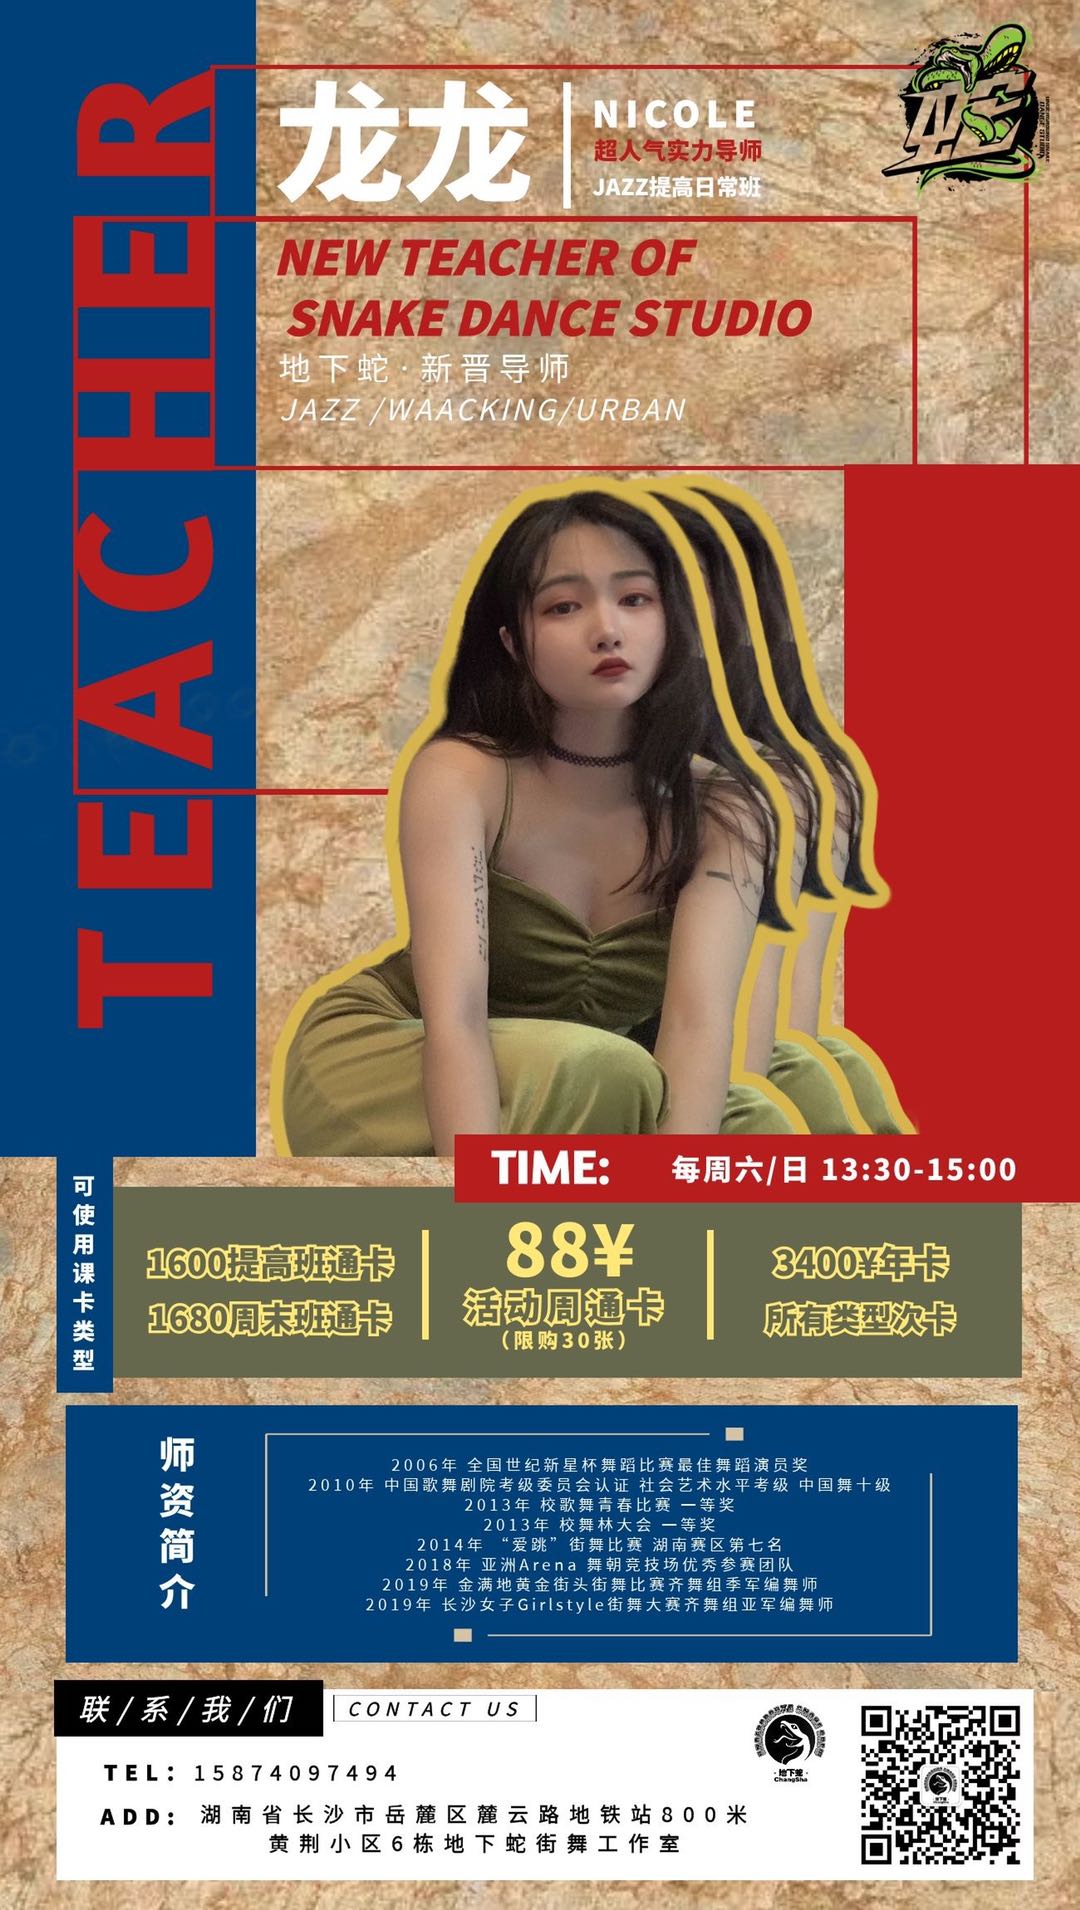 TEACHER
龙龙
NICOLE
超人气实力导师
JAZZ提高日常班
NEW TEACHER OF
SNAKE DANCE STUDIO
地下蛇·新晋导师
JAZZ /WAACKING/URBAN
TIME: 每周六/日 13:30-15:00
可使用课卡类型
1600提高班通卡
1680周末班通卡
88¥
活动周通卡
(限购30张)
3400¥年卡
所有类型次卡
师资简介
2006年 全国世纪新星杯舞蹈比赛最佳舞蹈演员奖
2010年 中国歌舞剧院考级委员会认证 社会艺术水平考级 中国舞十级
2013年 校歌舞青春比赛 一等奖
2013年 校舞林大会 一等奖
2014年 “爱跳”街舞比赛 湖南赛区第七名
2018年 亚洲Arena 舞朝竞技场优秀参赛团队
2019年 金满地黄金街头街舞比赛齐舞组季军编舞师
2019年 长沙女子Girlstyle街舞大赛齐舞组亚军编舞师
联/系/我/们
CONTACT US
TEL: 15874097494
ADD: 湖南省长沙市岳麓区麓云路地铁站800米
黄荆小区6栋地下蛇街舞工作室
·地下蛇·
ChangSha